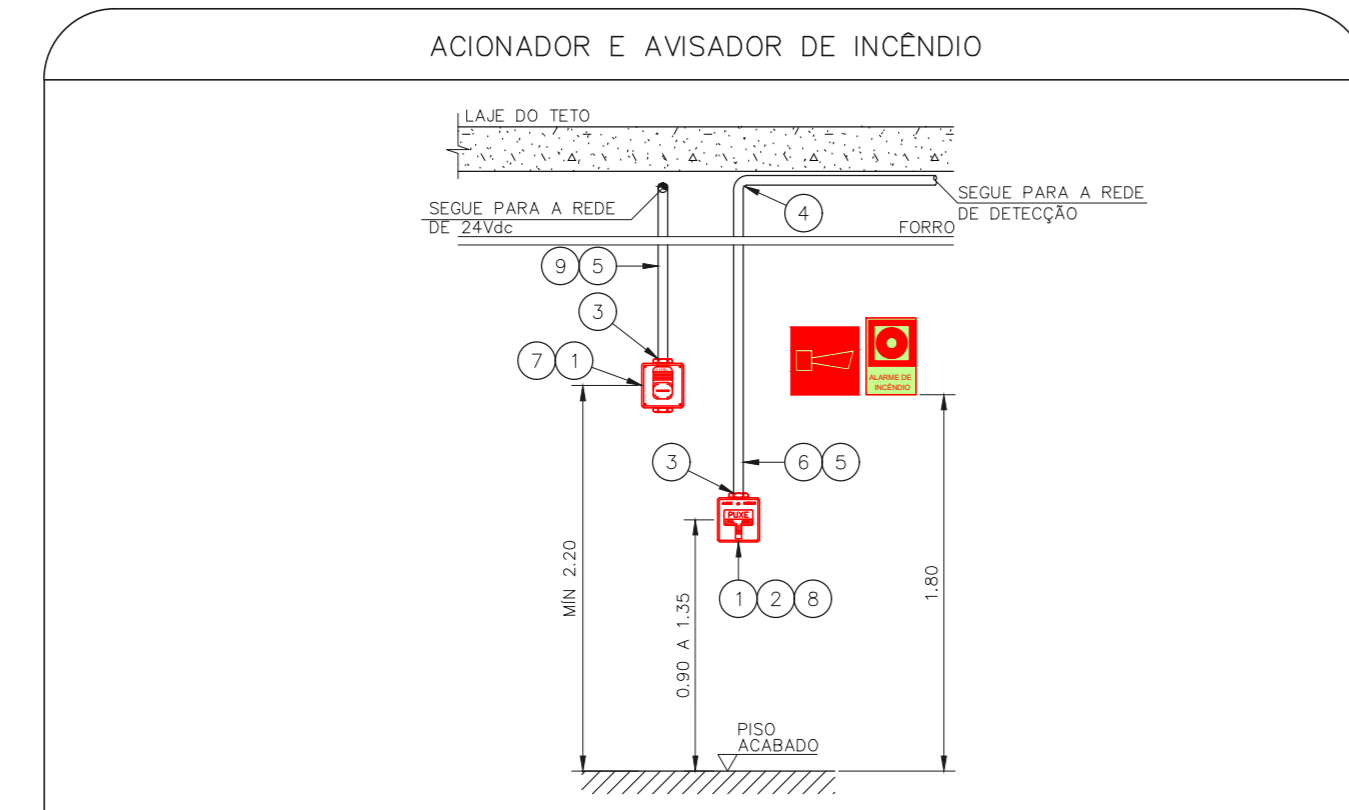 ACIONADOR E AVISADOR DE INCÊNDIO
LAJE DO TETO
SEGUE PARA A REDE
DE 24Vdc
SEGUE PARA A REDE
DE DETECÇÃO
4
FORRO
9 5
3
7 1
ALARME DE
INCÊNDIO
3
6 5
PUXE
1 2 8
MÍN 2.20
0.90 A 1.35
1.80
PISO
ACABADO